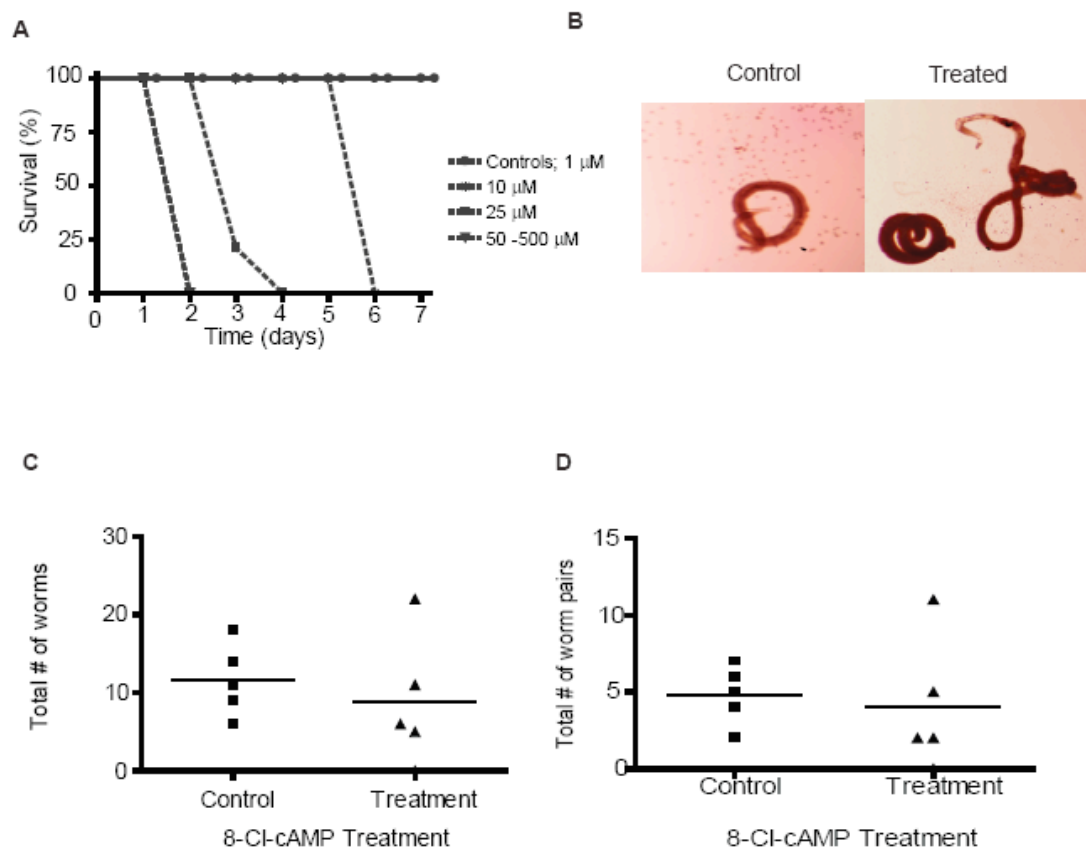 A
Survival (%)
100
75
50
25
0
0 1 2 3 4 5 6 7
Time (days)
Controls; 1 µM
10 µM
25 µM
50 -500 µM
B
Control
Treated
C
Total # of worms
30
20
10
0
Control Treatment
8-Cl-cAMP Treatment
D
Total # of worm pairs
15
10
5
0
Control Treatment
8-Cl-cAMP Treatment